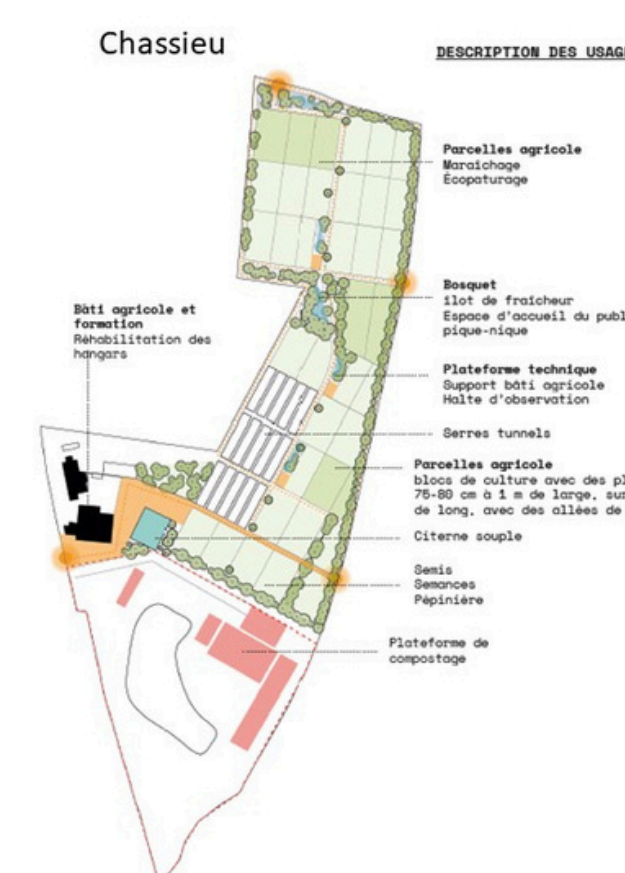 Chassieu
DESCRIPTION DES USAG
Parcelles agricole
Maraîchage
Écopaturage
Bosquet
ilot de fraîcheur
Espace d'accueil du publ
pique-nique
Bâti agricole et
formation
Réhabilitation des
hangars
Plateforme technique
Support bâti agricole
Halte d'observation
Serres tunnels
Parcelles agricole
blocs de culture avec des pl
75-80 cm à 1 m de large, sur
de long, avec des allées de
Citerne souple
Semis
Semances
Pépinière
Plateforme de
compostage